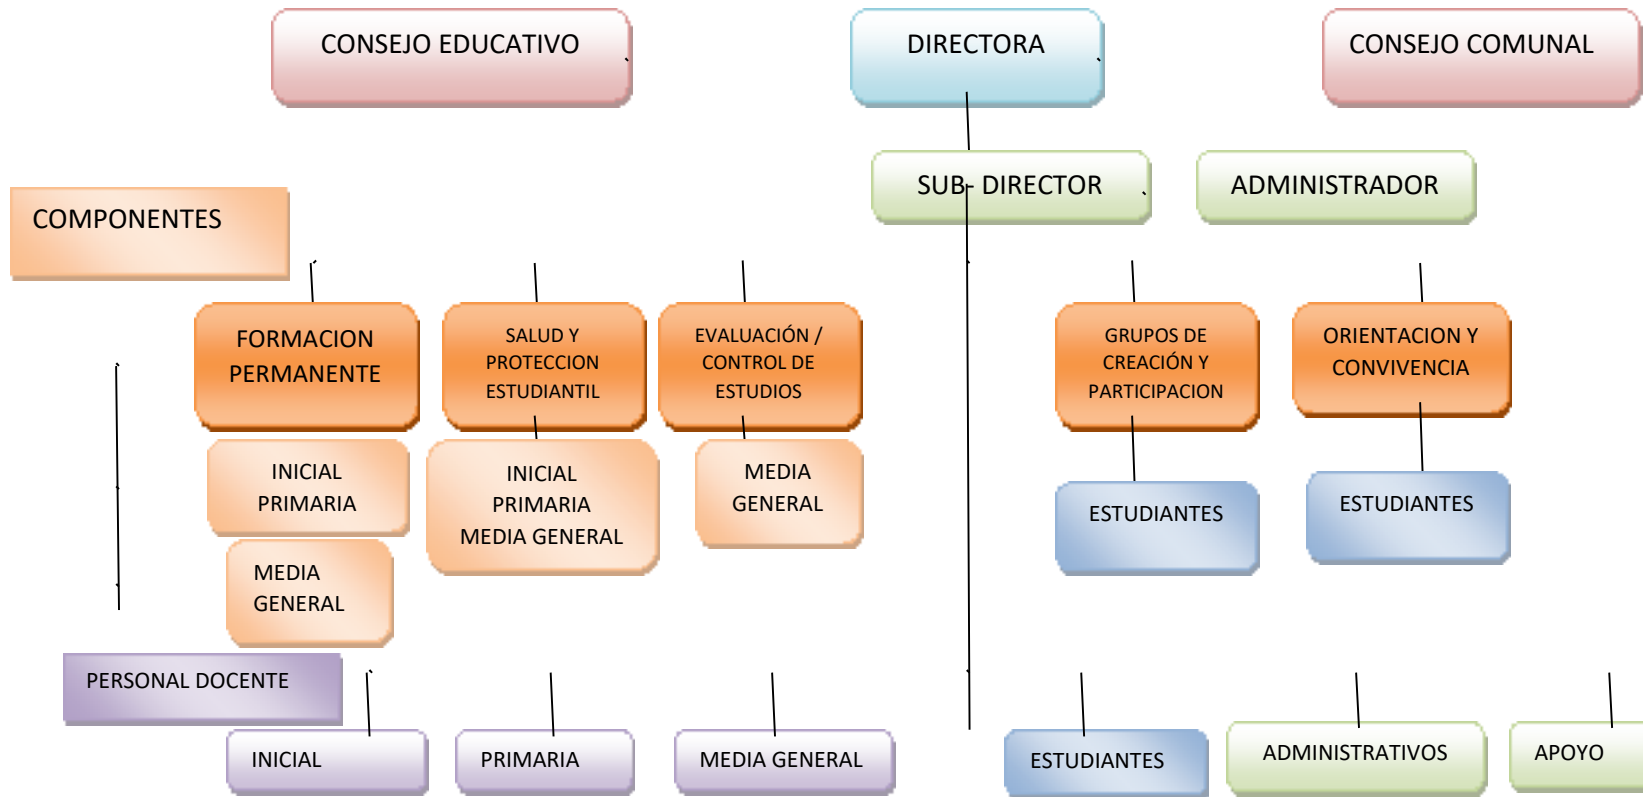 CONSEJO EDUCATIVO
DIRECTORA
CONSEJO COMUNAL
SUB- DIRECTOR
ADMINISTRADOR
COMPONENTES
FORMACION
PERMANENTE
SALUD Y
PROTECCION
ESTUDIANTIL
EVALUACIÓN /
CONTROL DE
ESTUDIOS
GRUPOS DE
CREACIÓN Y
PARTICIPACION
ORIENTACION Y
CONVIVENCIA
INICIAL
PRIMARIA
INICIAL
PRIMARIA
MEDIA GENERAL
MEDIA
GENERAL
ESTUDIANTES
ESTUDIANTES
MEDIA
GENERAL
PERSONAL DOCENTE
INICIAL
PRIMARIA
MEDIA GENERAL
ESTUDIANTES
ADMINISTRATIVOS
APOYO